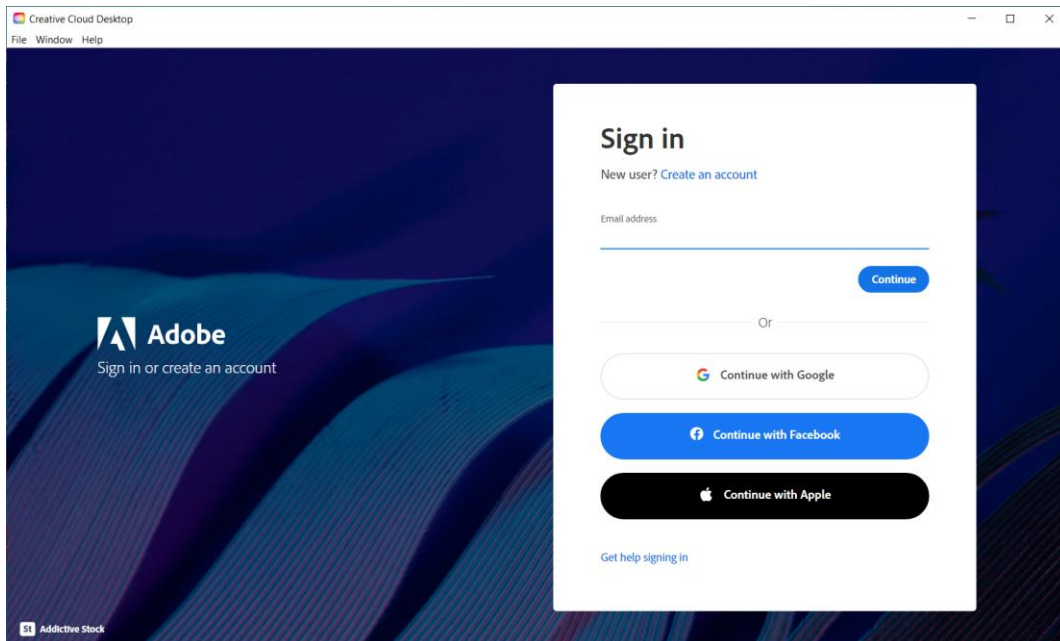 Creative Cloud Desktop
File Window Help
Sign in
New user? Create an account
Email address
Continue
Or
Adobe
Sign in or create an account
Continue with Google
Continue with Facebook
Continue with Apple
Get help signing in
St Addictive Stock